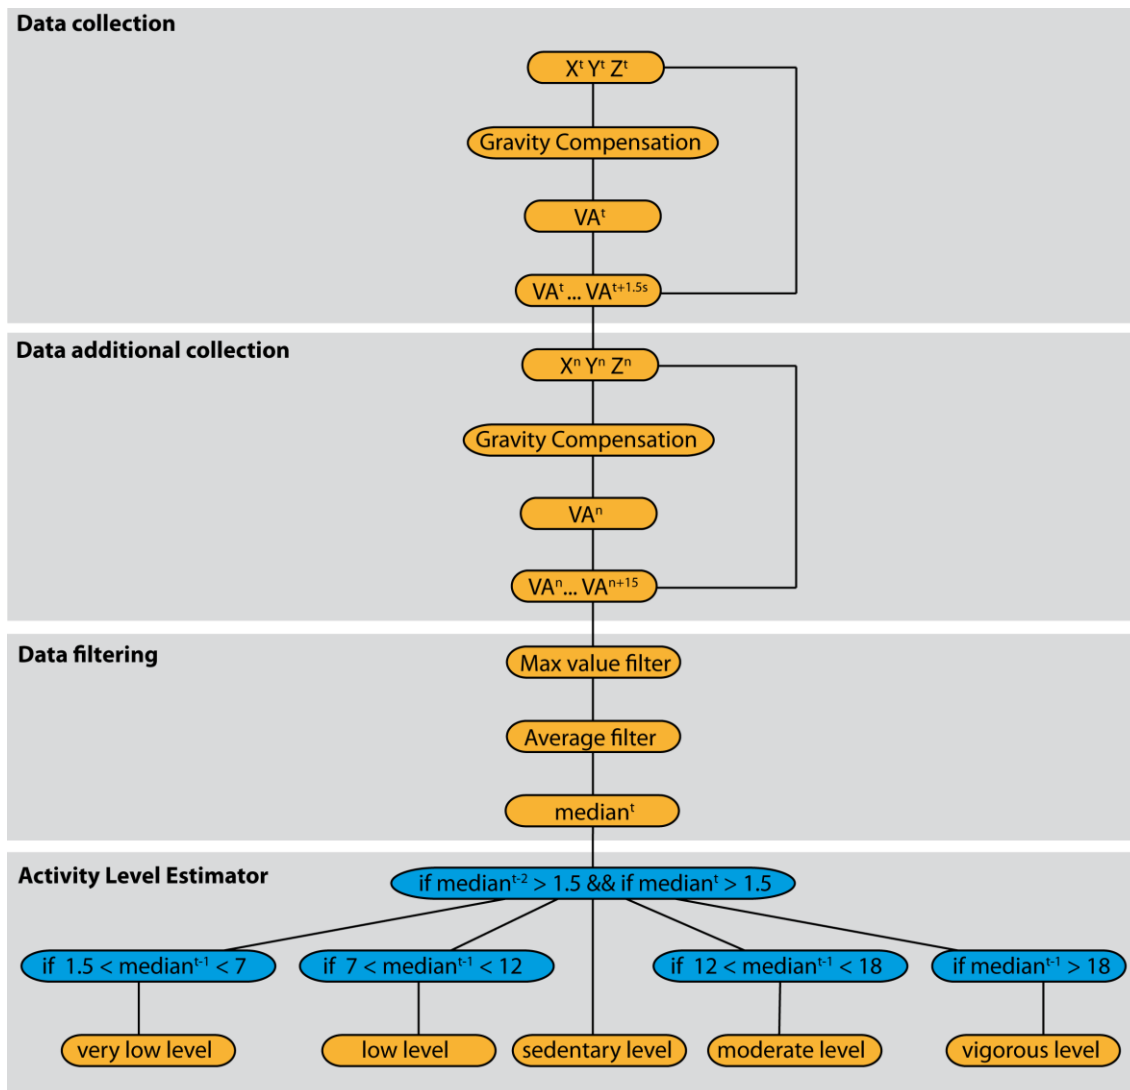 Data collection
Xᵗ Yᵗ Zᵗ
Gravity Compensation
VAᵗ
VAᵗ ... VAᵗ⁺¹·⁵ˢ
Data additional collection
Xⁿ Yⁿ Zⁿ
Gravity Compensation
VAⁿ
VAⁿ... VAⁿ⁺¹⁵
Data filtering
Max value filter
Average filter
medianᵗ
Activity Level Estimator
if medianᵗ⁻² > 1.5 && if medianᵗ > 1.5
if 1.5 < medianᵗ⁻¹ < 7
if 7 < medianᵗ⁻¹ < 12
if 12 < medianᵗ⁻¹ < 18
if medianᵗ⁻¹ > 18
very low level
low level
sedentary level
moderate level
vigorous level